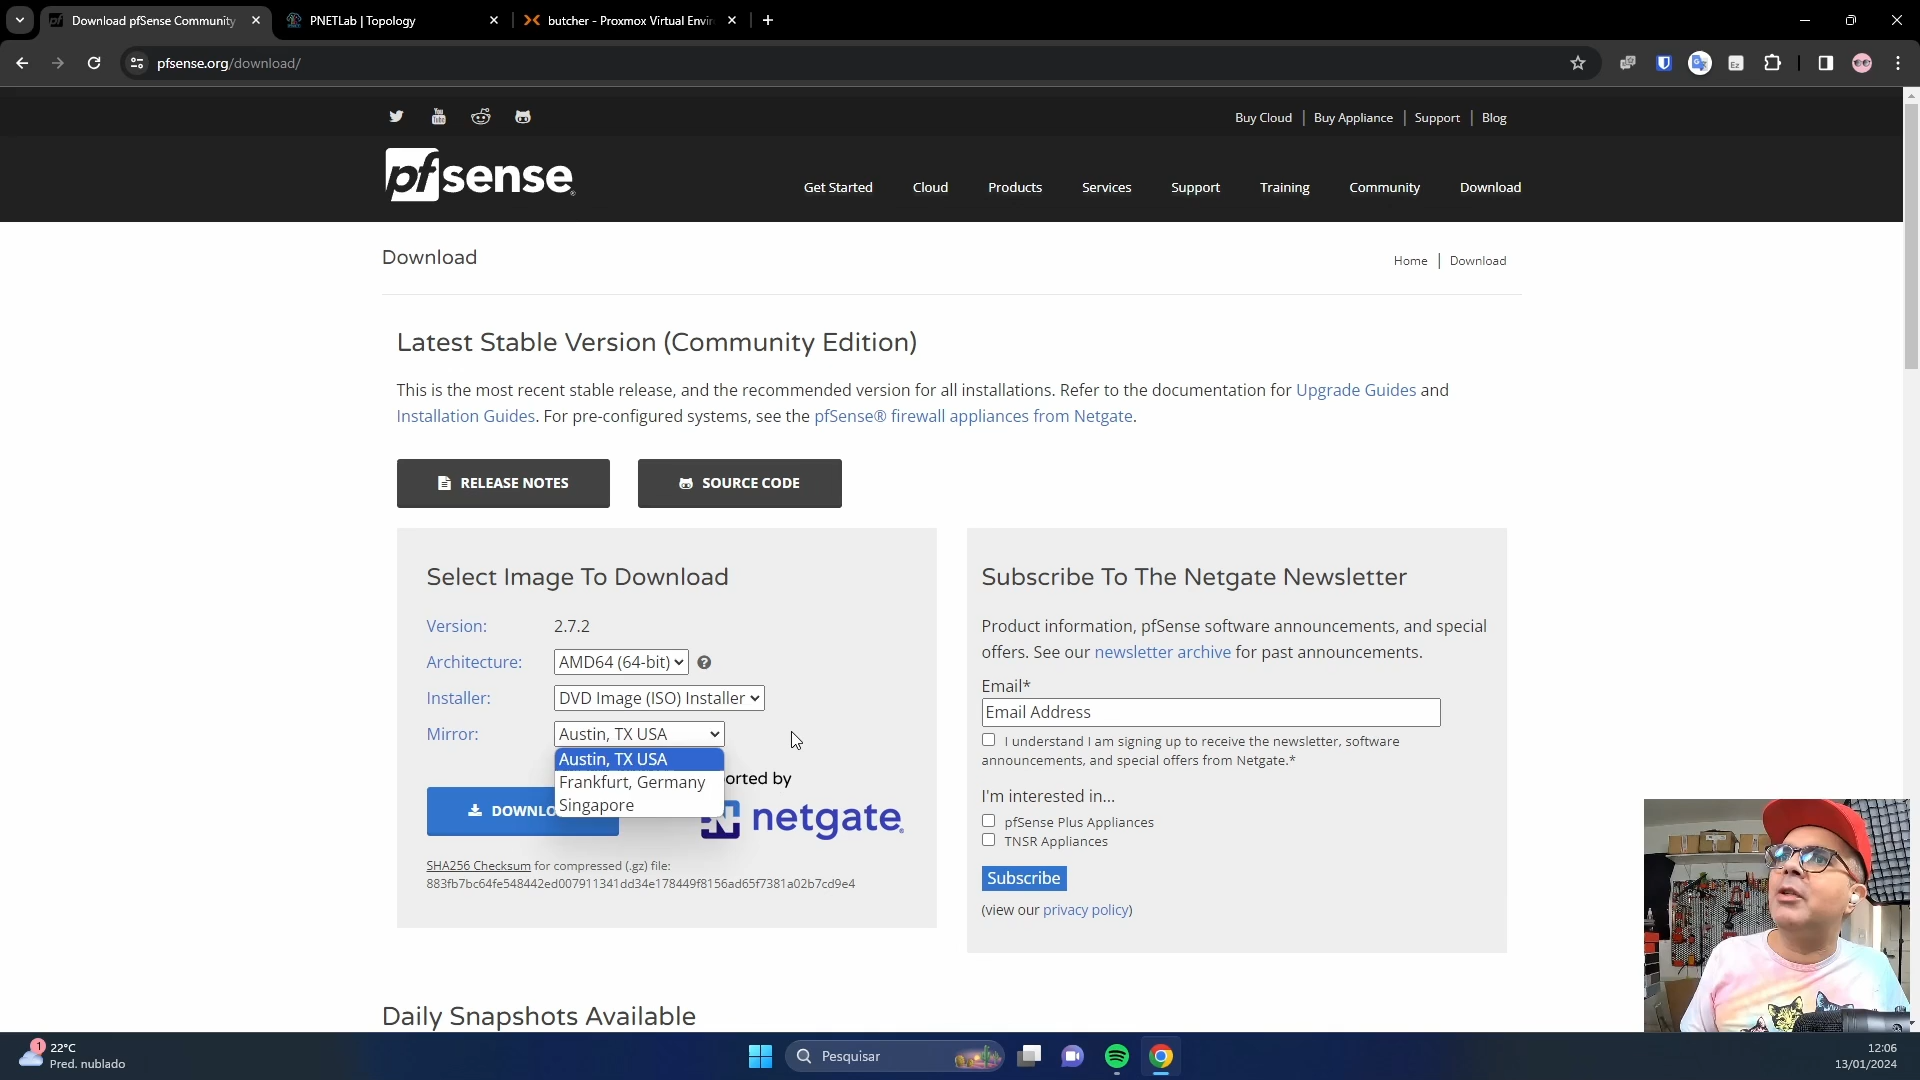 Download pfSense Community
PNETLab | Topology
butcher - Proxmox Virtual Envir
pfsense.org/download/
Buy Cloud | Buy Appliance | Support | Blog
pfsense
Get Started Cloud Products Services Support Training Community Download
Download
Home | Download
Latest Stable Version (Community Edition)
This is the most recent stable release, and the recommended version for all installations. Refer to the documentation for Upgrade Guides and
Installation Guides. For pre-configured systems, see the pfSense® firewall appliances from Netgate.
RELEASE NOTES
SOURCE CODE
Select Image To Download
Version: 2.7.2
Architecture: AMD64 (64-bit)
Installer: DVD Image (ISO) Installer
Mirror: Austin, TX USA
Austin, TX USA
Frankfurt, Germany
Singapore
orted by
DOWNLO
netgate
SHA256 Checksum for compressed (.gz) file:
883fb7bc64fe548442ed007911341dd34e178449f8156ad65f7381a02b7cd9e4
Subscribe To The Netgate Newsletter
Product information, pfSense software announcements, and special
offers. See our newsletter archive for past announcements.
Email*
Email Address
I understand I am signing up to receive the newsletter, software
announcements, and special offers from Netgate.*
I'm interested in...
pfSense Plus Appliances
TNSR Appliances
Subscribe
(view our privacy policy)
Daily Snapshots Available
1
22°C
Pred. nublado
Pesquisar
12:06
13/01/2024